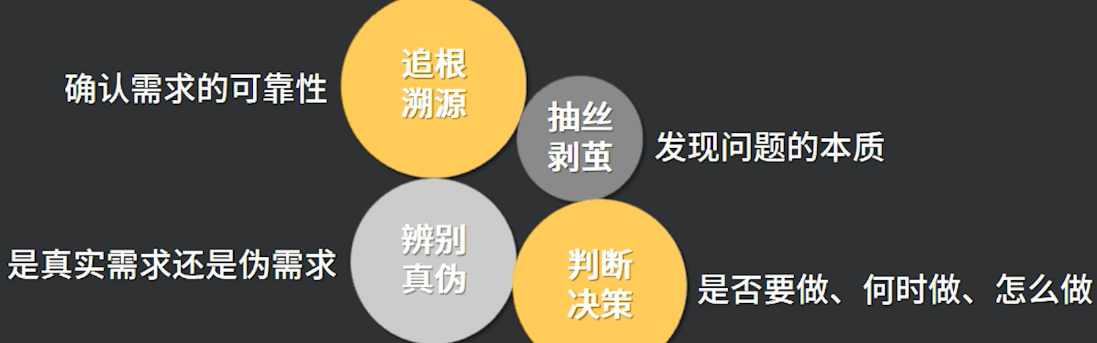 追根
溯源
确认需求的可靠性
抽丝
剥茧
发现问题的本质
辨别
真伪
是真实需求还是伪需求
判断
决策
是否要做、何时做、怎么做